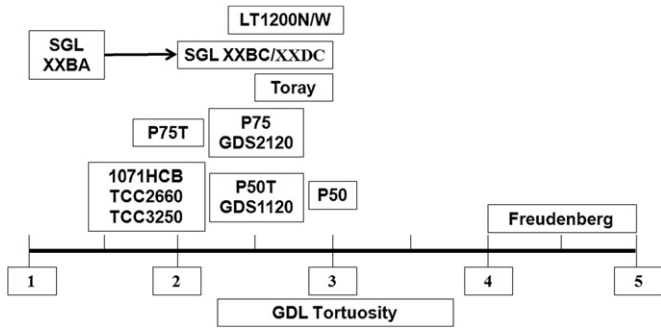 LT1200N/W
SGL
XXBA
SGL XXBC/XXDC
Toray
P75T
P75
GDS2120
1071HCB
TCC2660
TCC3250
P50T
GDS1120
P50
Freudenberg
1
2
3
4
5
GDL Tortuosity